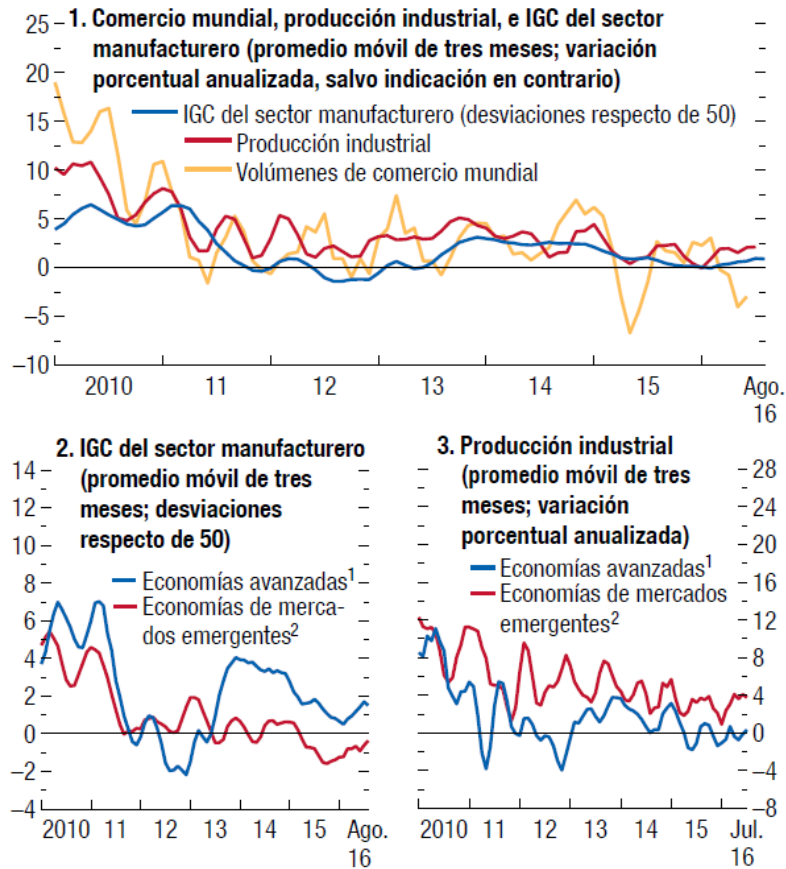 1. Comercio mundial, producción industrial, e IGC del sector
manufacturero (promedio móvil de tres meses; variación
porcentual anualizada, salvo indicación en contrario)
IGC del sector manufacturero (desviaciones respecto de 50)
Producción industrial
Volúmenes de comercio mundial
25
20
15
10
5
0
–5
–10
2010 11 12 13 14 15 Ago.
16
2. IGC del sector manufacturero
(promedio móvil de tres
meses; desviaciones
respecto de 50)
Economías avanzadas1
Economías de merca-
dos emergentes2
14
12
10
8
6
4
2
0
–2
–4
2010 11 12 13 14 15 Ago.
16
3. Producción industrial
(promedio móvil de tres
meses; variación
porcentual anualizada)
Economías avanzadas1
Economías de mercados
emergentes2
28
24
20
16
12
8
4
0
–4
–8
2010 11 12 13 14 15 Jul.
16